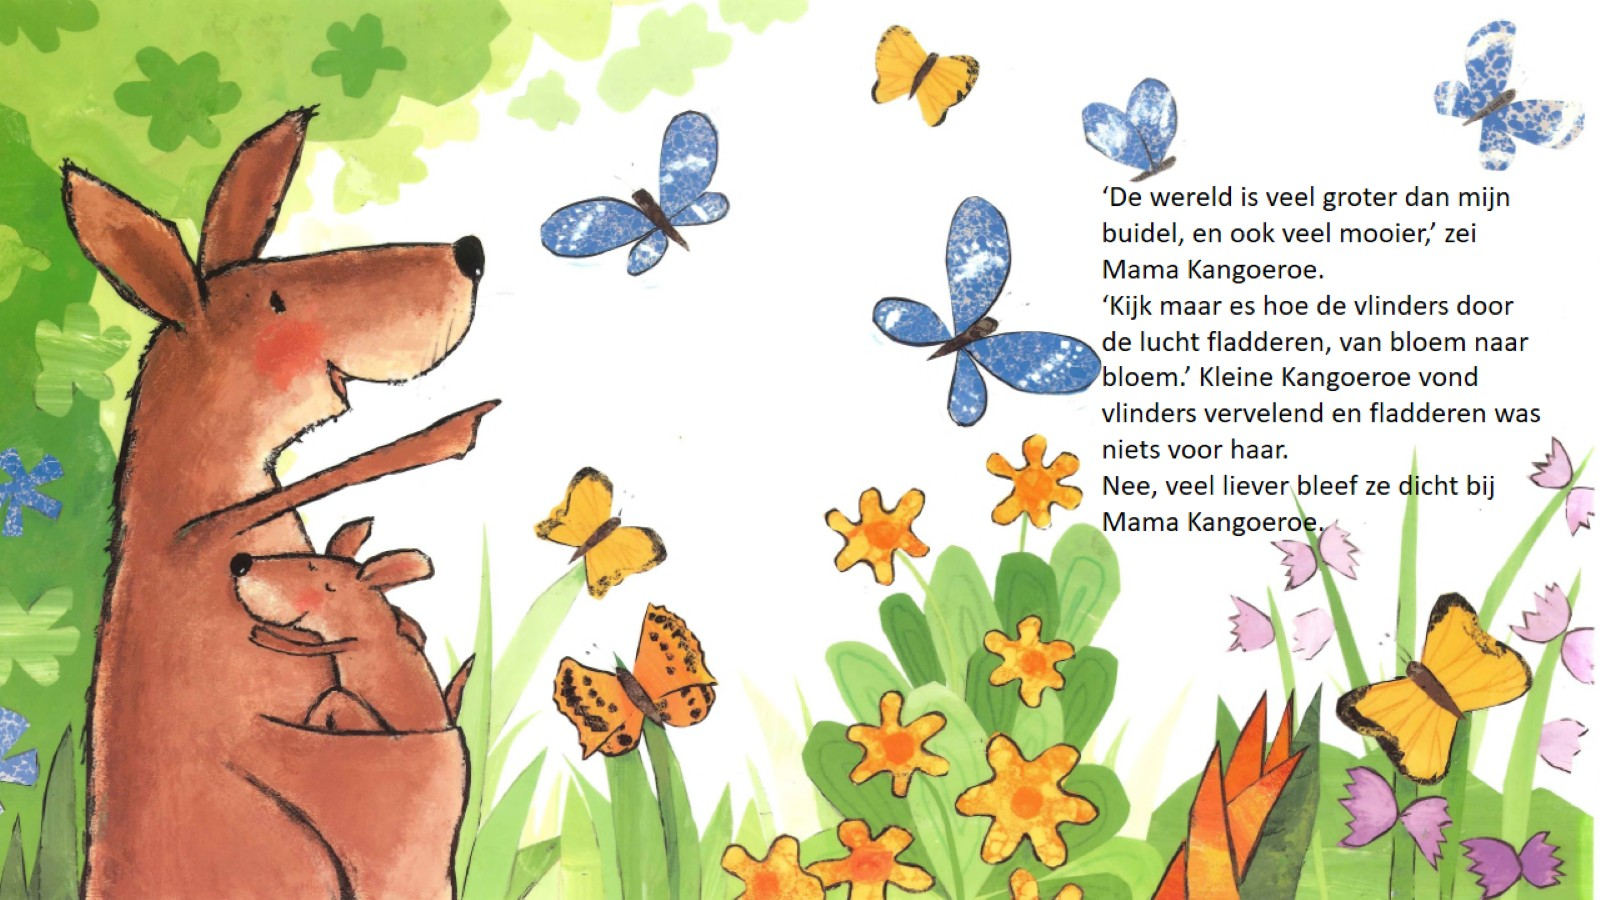 ‘De wereld is veel groter dan mijn
buidel, en ook veel mooier,’ zei
Mama Kangoeroe.
‘Kijk maar es hoe de vlinders door
de lucht fladderen, van bloem naar
bloem.’ Kleine Kangoeroe vond
vlinders vervelend en fladderen was
niets voor haar.
Nee, veel liever bleef ze dicht bij
Mama Kangoeroe.